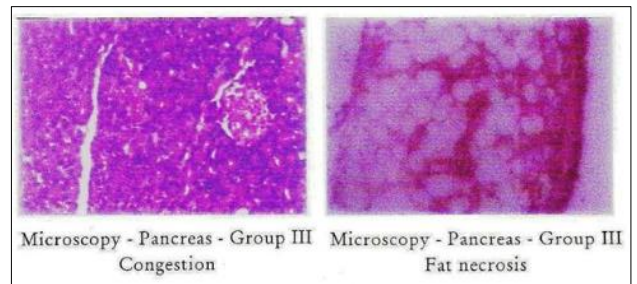 Microscopy - Pancreas - Group III
Congestion
Microscopy - Pancreas - Group III
Fat necrosis